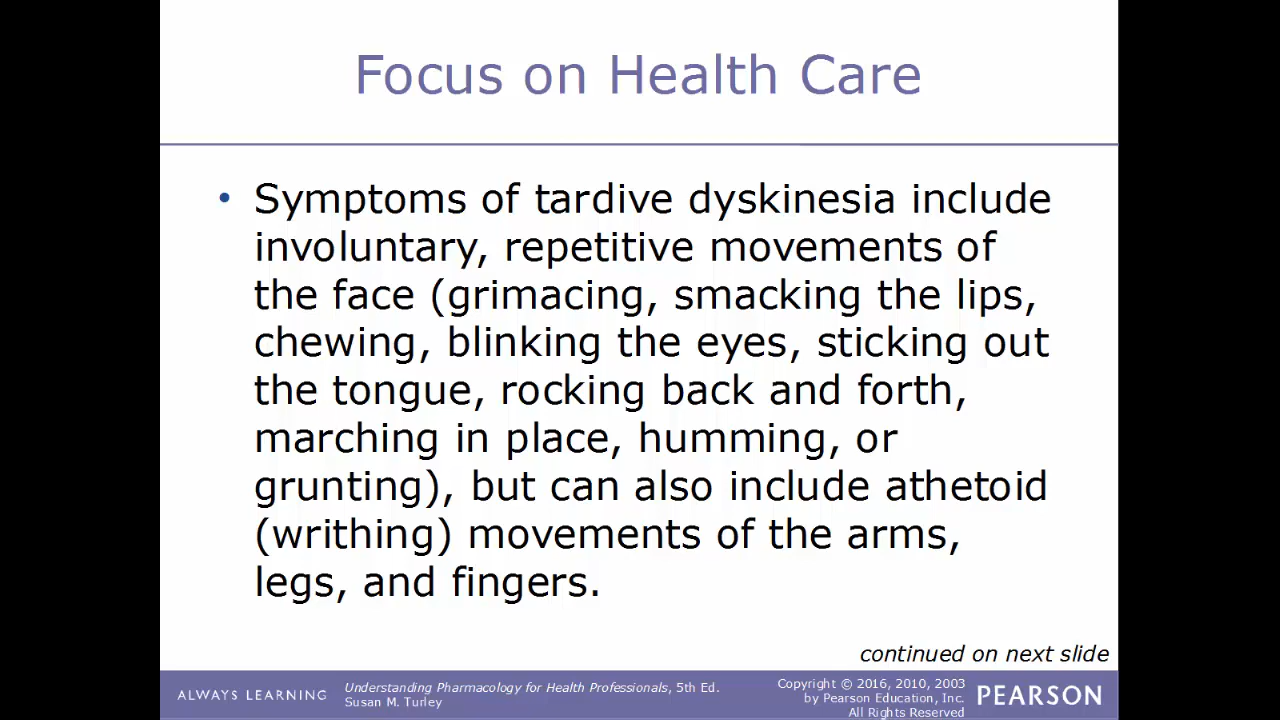 Focus on Health Care
• Symptoms of tardive dyskinesia include
involuntary, repetitive movements of
the face (grimacing, smacking the lips,
chewing, blinking the eyes, sticking out
the tongue, rocking back and forth,
marching in place, humming, or
grunting), but can also include athetoid
(writhing) movements of the arms,
legs, and fingers.
continued on next slide
ALWAYS LEARNING
Understanding Pharmacology for Health Professionals, 5th Ed.
Susan M. Turley
Copyright © 2016, 2010, 2003
by Pearson Education, Inc.
All Rights Reserved
PEARSON